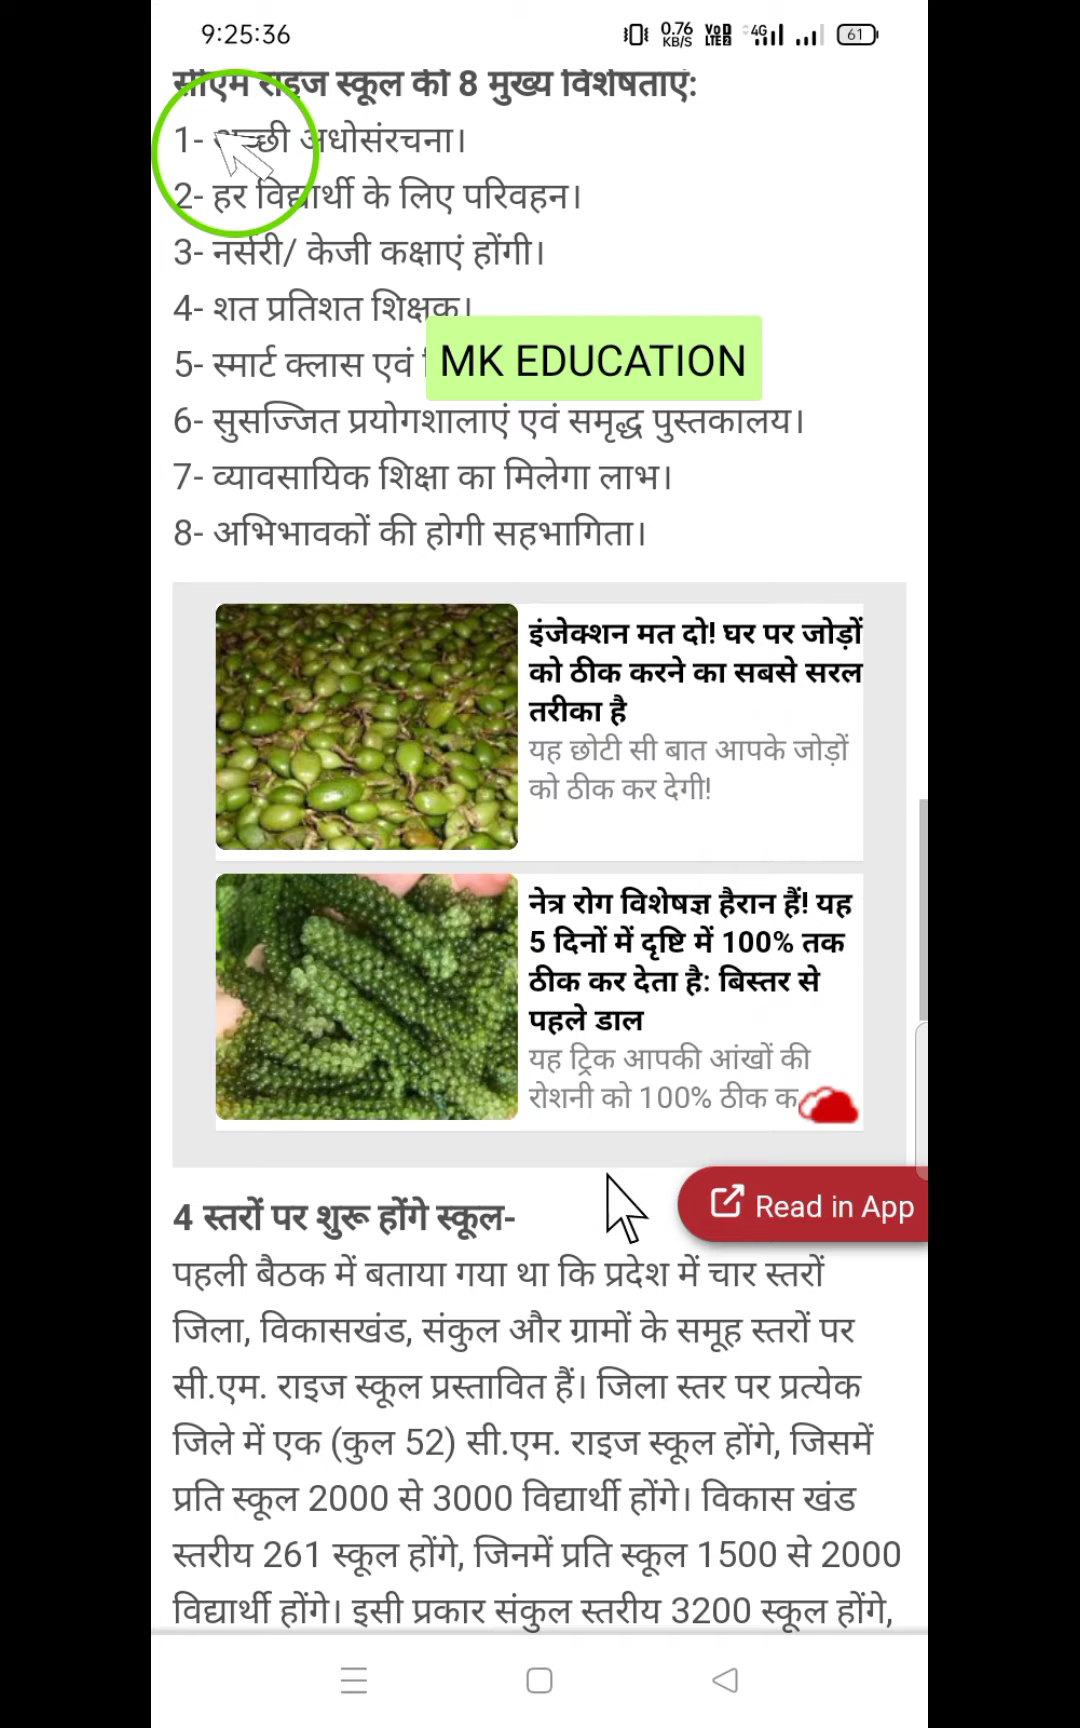 9:25:36
0.76 KB/S VoD LTE2 4G 61
सीएम राइज स्कूल की 8 मुख्य विशेषताएं:
1- अच्छी अधोसंरचना।
2- हर विद्यार्थी के लिए परिवहन।
3- नर्सरी/ केजी कक्षाएं होंगी।
4- शत प्रतिशत शिक्षक।
5- स्मार्ट क्लास एवं
MK EDUCATION
6- सुसज्जित प्रयोगशालाएं एवं समृद्ध पुस्तकालय।
7- व्यावसायिक शिक्षा का मिलेगा लाभ।
8- अभिभावकों की होगी सहभागिता।
इंजेक्शन मत दो! घर पर जोड़ों
को ठीक करने का सबसे सरल
तरीका है
यह छोटी सी बात आपके जोड़ों
को ठीक कर देगी!
नेत्र रोग विशेषज्ञ हैरान हैं! यह
5 दिनों में दृष्टि में 100% तक
ठीक कर देता है: बिस्तर से
पहले डाल
यह ट्रिक आपकी आंखों की
रोशनी को 100% ठीक क
Read in App
4 स्तरों पर शुरू होंगे स्कूल-
पहली बैठक में बताया गया था कि प्रदेश में चार स्तरों
जिला, विकासखंड, संकुल और ग्रामों के समूह स्तरों पर
सी.एम. राइज स्कूल प्रस्तावित हैं। जिला स्तर पर प्रत्येक
जिले में एक (कुल 52) सी.एम. राइज स्कूल होंगे, जिसमें
प्रति स्कूल 2000 से 3000 विद्यार्थी होंगे। विकास खंड
स्तरीय 261 स्कूल होंगे, जिनमें प्रति स्कूल 1500 से 2000
विद्यार्थी होंगे। इसी प्रकार संकुल स्तरीय 3200 स्कूल होंगे,